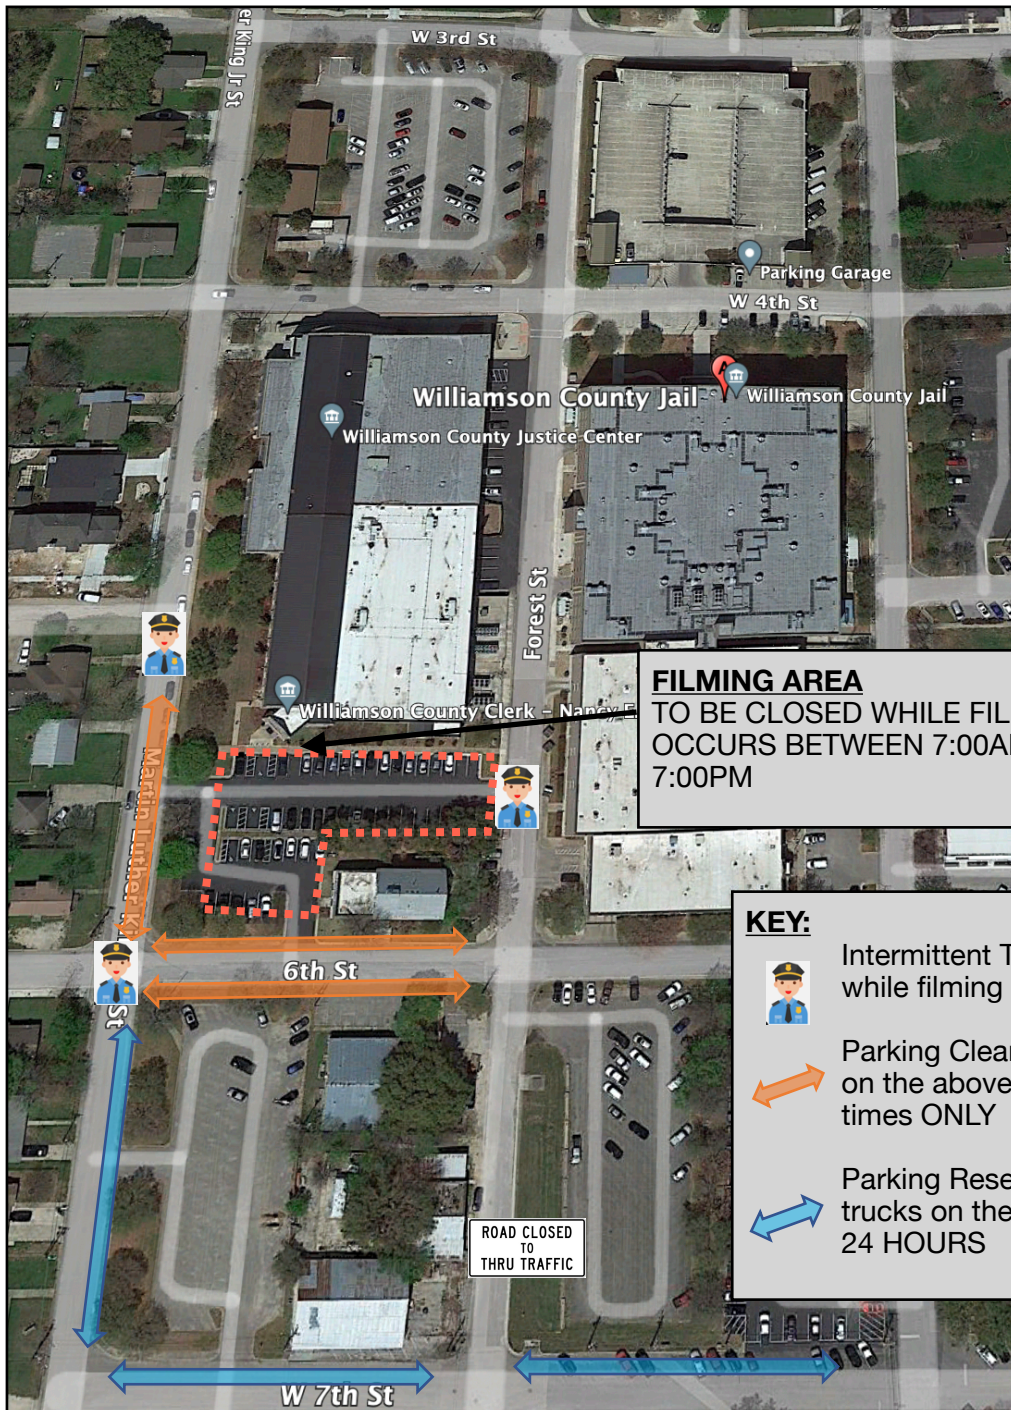 W 3rd St
er King Jr St
Parking Garage
W 4th St
Williamson County Jail
Williamson County Jail
Williamson County Justice Center
Forest St
Williamson County Clerk - Nancy E
FILMING AREA
TO BE CLOSED WHILE FIL
OCCURS BETWEEN 7:00A
7:00PM
Martin Luther K
St
6th St
KEY:
Intermittent T
while filming
Parking Clear
on the above
times ONLY
Parking Rese
trucks on the
24 HOURS
ROAD CLOSED
TO
THRU TRAFFIC
W 7th St